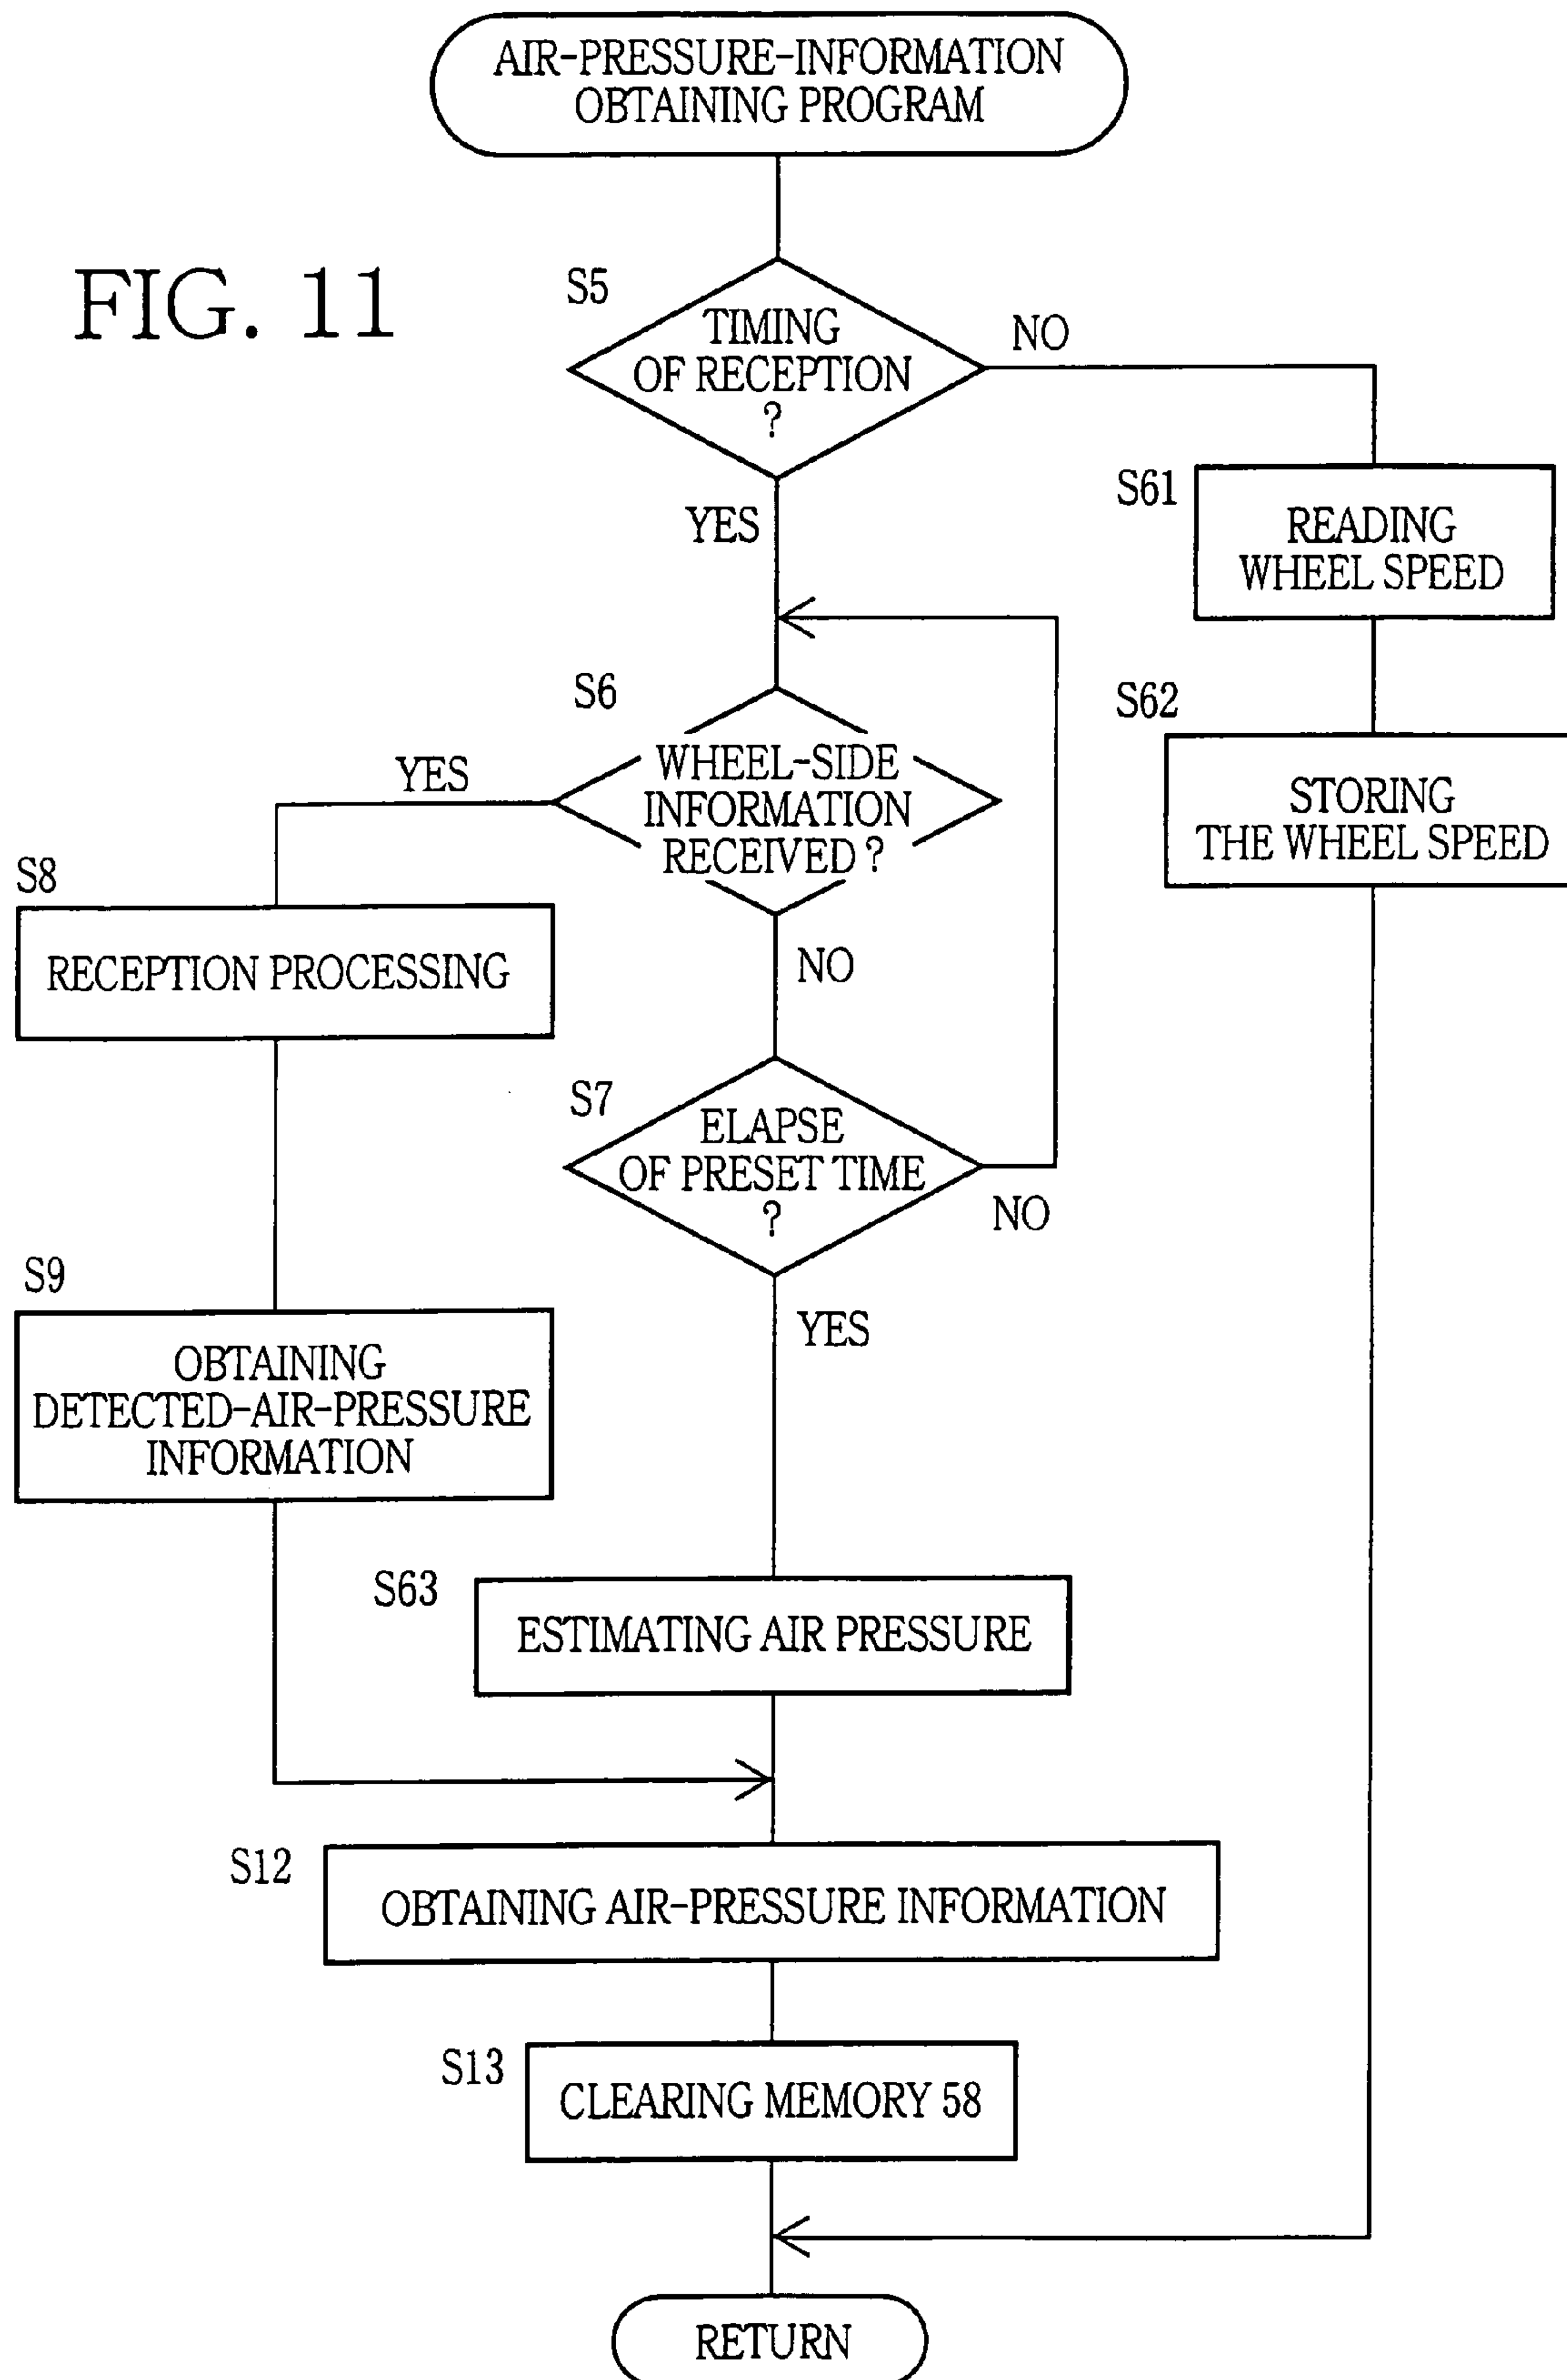 AIR-PRESSURE-INFORMATION
OBTAINING PROGRAM
FIG. 11
S5
TIMING
OF RECEPTION
?
NO
YES
S61
READING
WHEEL SPEED
S62
STORING
THE WHEEL SPEED
S6
WHEEL-SIDE
INFORMATION
RECEIVED ?
YES
NO
S8
RECEPTION PROCESSING
S7
ELAPSE
OF PRESET TIME
?
NO
YES
S9
OBTAINING
DETECTED-AIR-PRESSURE
INFORMATION
S63
ESTIMATING AIR PRESSURE
S12
OBTAINING AIR-PRESSURE INFORMATION
S13
CLEARING MEMORY 58
RETURN